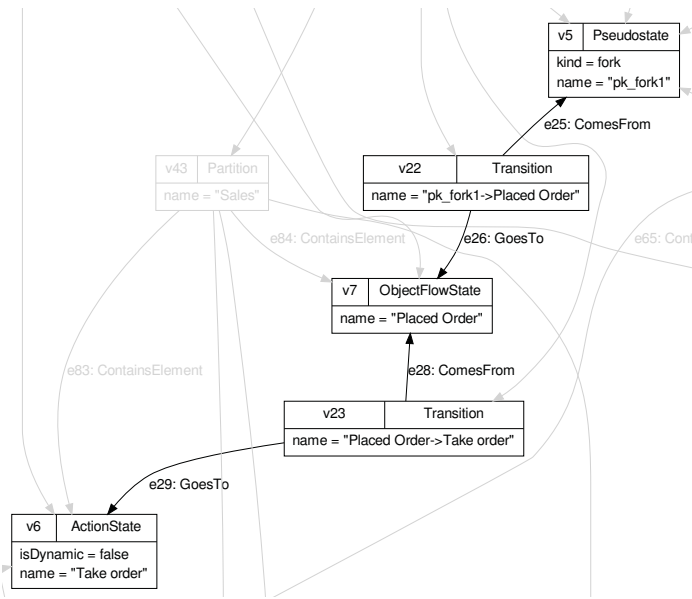 v5 Pseudostate
kind = fork
name = "pk_fork1"
e25: ComesFrom
v43 Partition
name = "Sales"
v22 Transition
name = "pk_fork1->Placed Order"
e84: ContainsElement
e26: GoesTo
e65: Cont
v7 ObjectFlowState
name = "Placed Order"
e83: ContainsElement
e28: ComesFrom
v23 Transition
name = "Placed Order->Take order"
e29: GoesTo
v6 ActionState
isDynamic = false
name = "Take order"